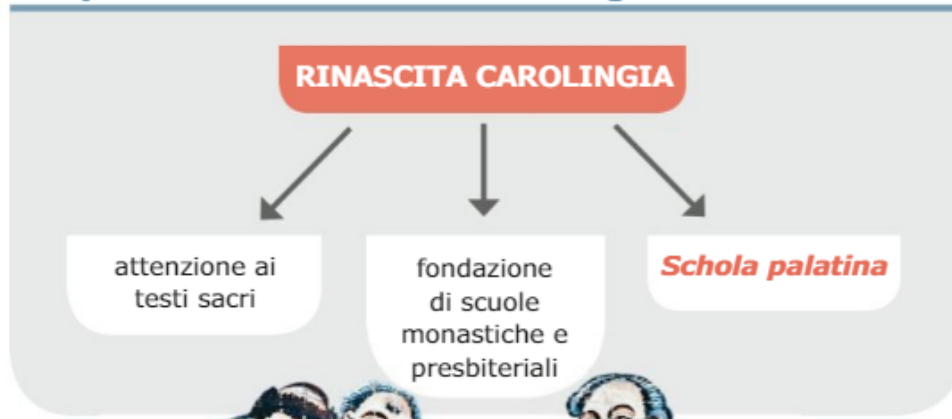 RINASCITA CAROLINGIA
attenzione ai
testi sacri
fondazione
di scuole
monastiche e
presbiteriali
Schola palatina